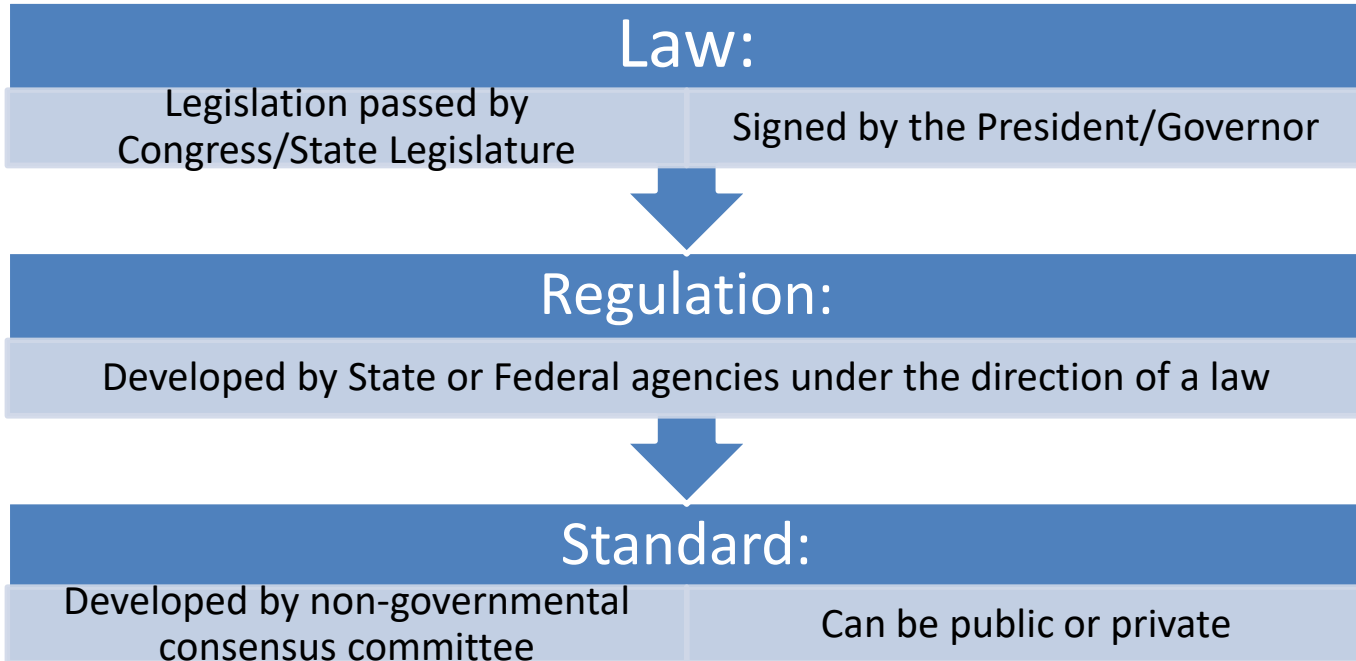 Law:
Legislation passed by
Congress/State Legislature
Signed by the President/Governor
Regulation:
Developed by State or Federal agencies under the direction of a law
Standard:
Developed by non-governmental
consensus committee
Can be public or private